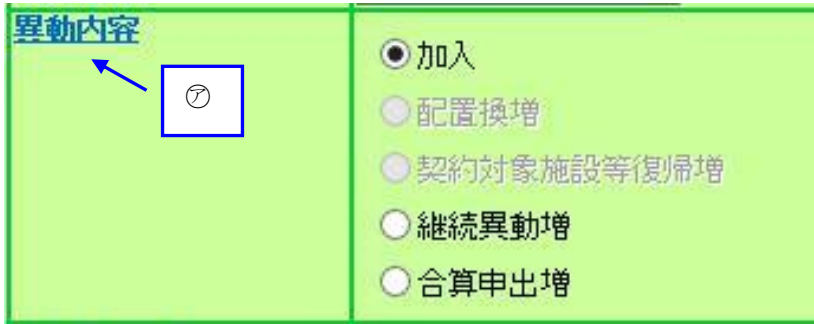 異動内容
㋐
加入
配置換増
契約対象施設等復帰増
継続異動増
合算申出増